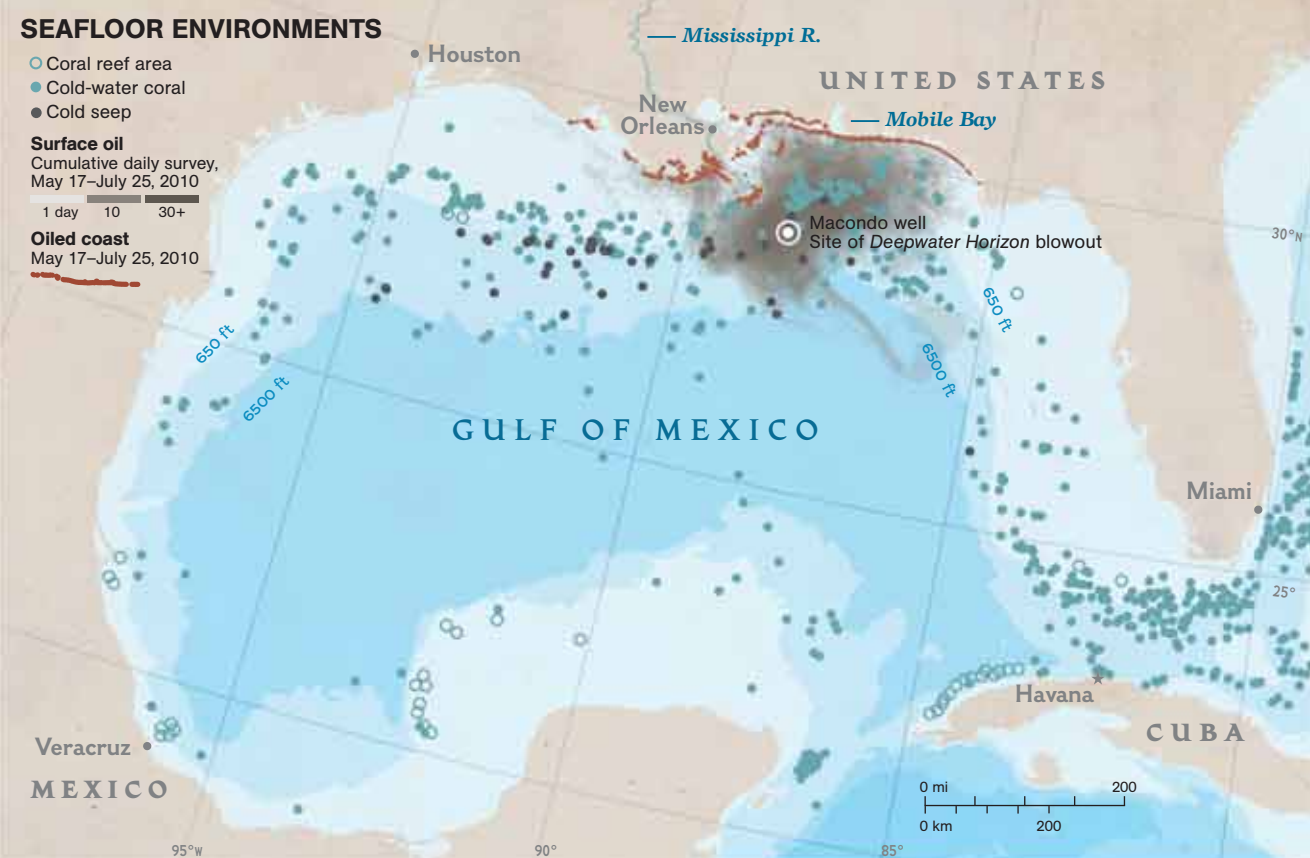 SEAFLOOR ENVIRONMENTS
Coral reef area
Cold-water coral
Cold seep
Surface oil
Cumulative daily survey,
May 17–July 25, 2010
1 day 10 30+
Oiled coast
May 17–July 25, 2010
Houston
Mississippi R.
UNITED STATES
New
Orleans
Mobile Bay
Macondo well
Site of Deepwater Horizon blowout
30°N
650 ft
6500 ft
650 ft
6500 ft
GULF OF MEXICO
Miami
25°
Havana
CUBA
Veracruz
MEXICO
0 mi 200
0 km 200
95°W
90°
85°